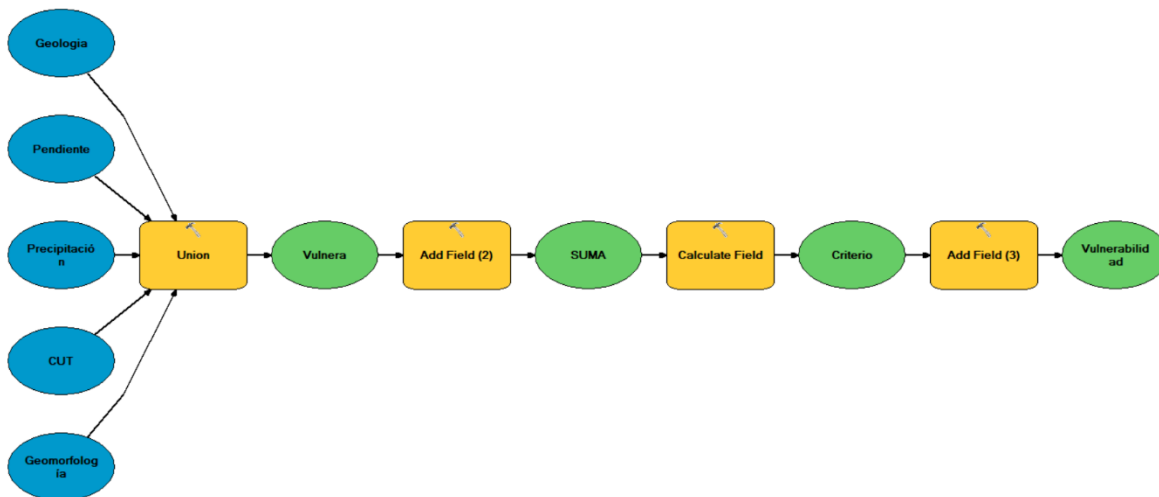 Geologia
Pendiente
Precipitació
n
CUT
Geomorfolog
ía
Union
Vulnera
Add Field (2)
SUMA
Calculate Field
Criterio
Add Field (3)
Vulnerabilid
ad